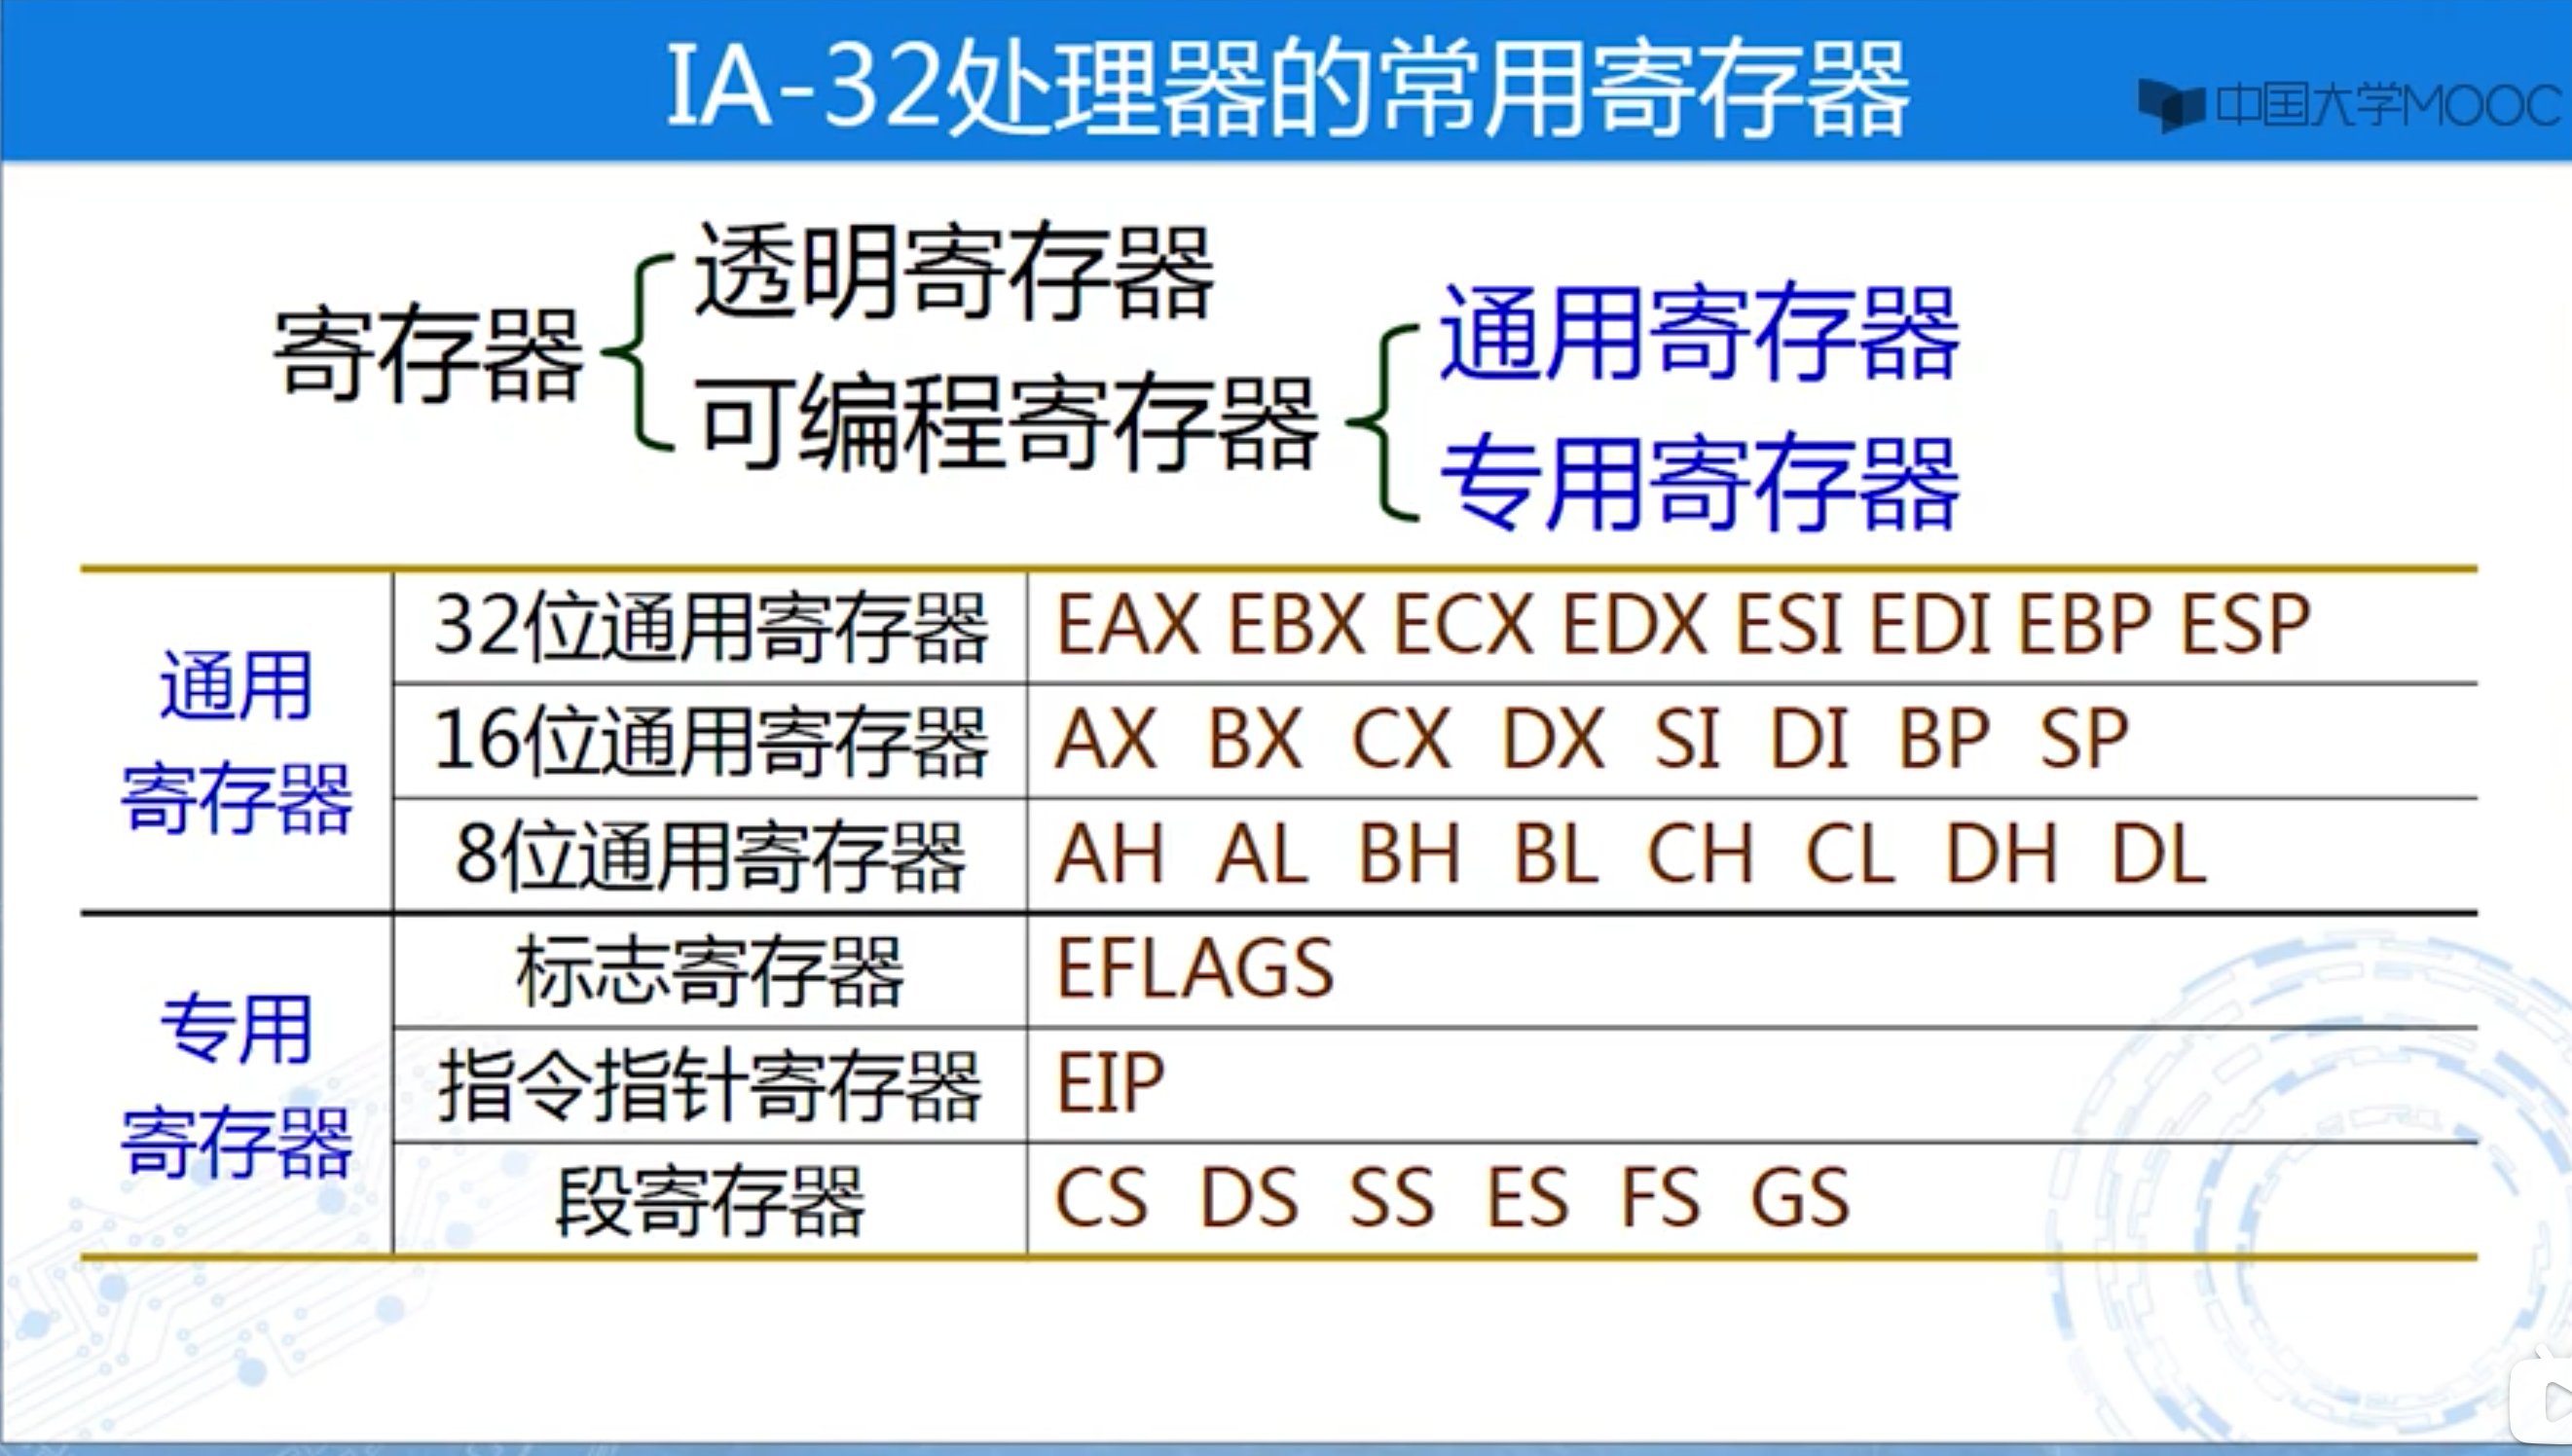 IA-32处理器的常用寄存器
中国大学MOOC
寄存器
透明寄存器
可编程寄存器
通用寄存器
专用寄存器
通用
寄存器
32位通用寄存器 EAX EBX ECX EDX ESI EDI EBP ESP
16位通用寄存器 AX BX CX DX SI DI BP SP
8位通用寄存器 AH AL BH BL CH CL DH DL
专用
寄存器
标志寄存器 EFLAGS
指令指针寄存器 EIP
段寄存器 CS DS SS ES FS GS